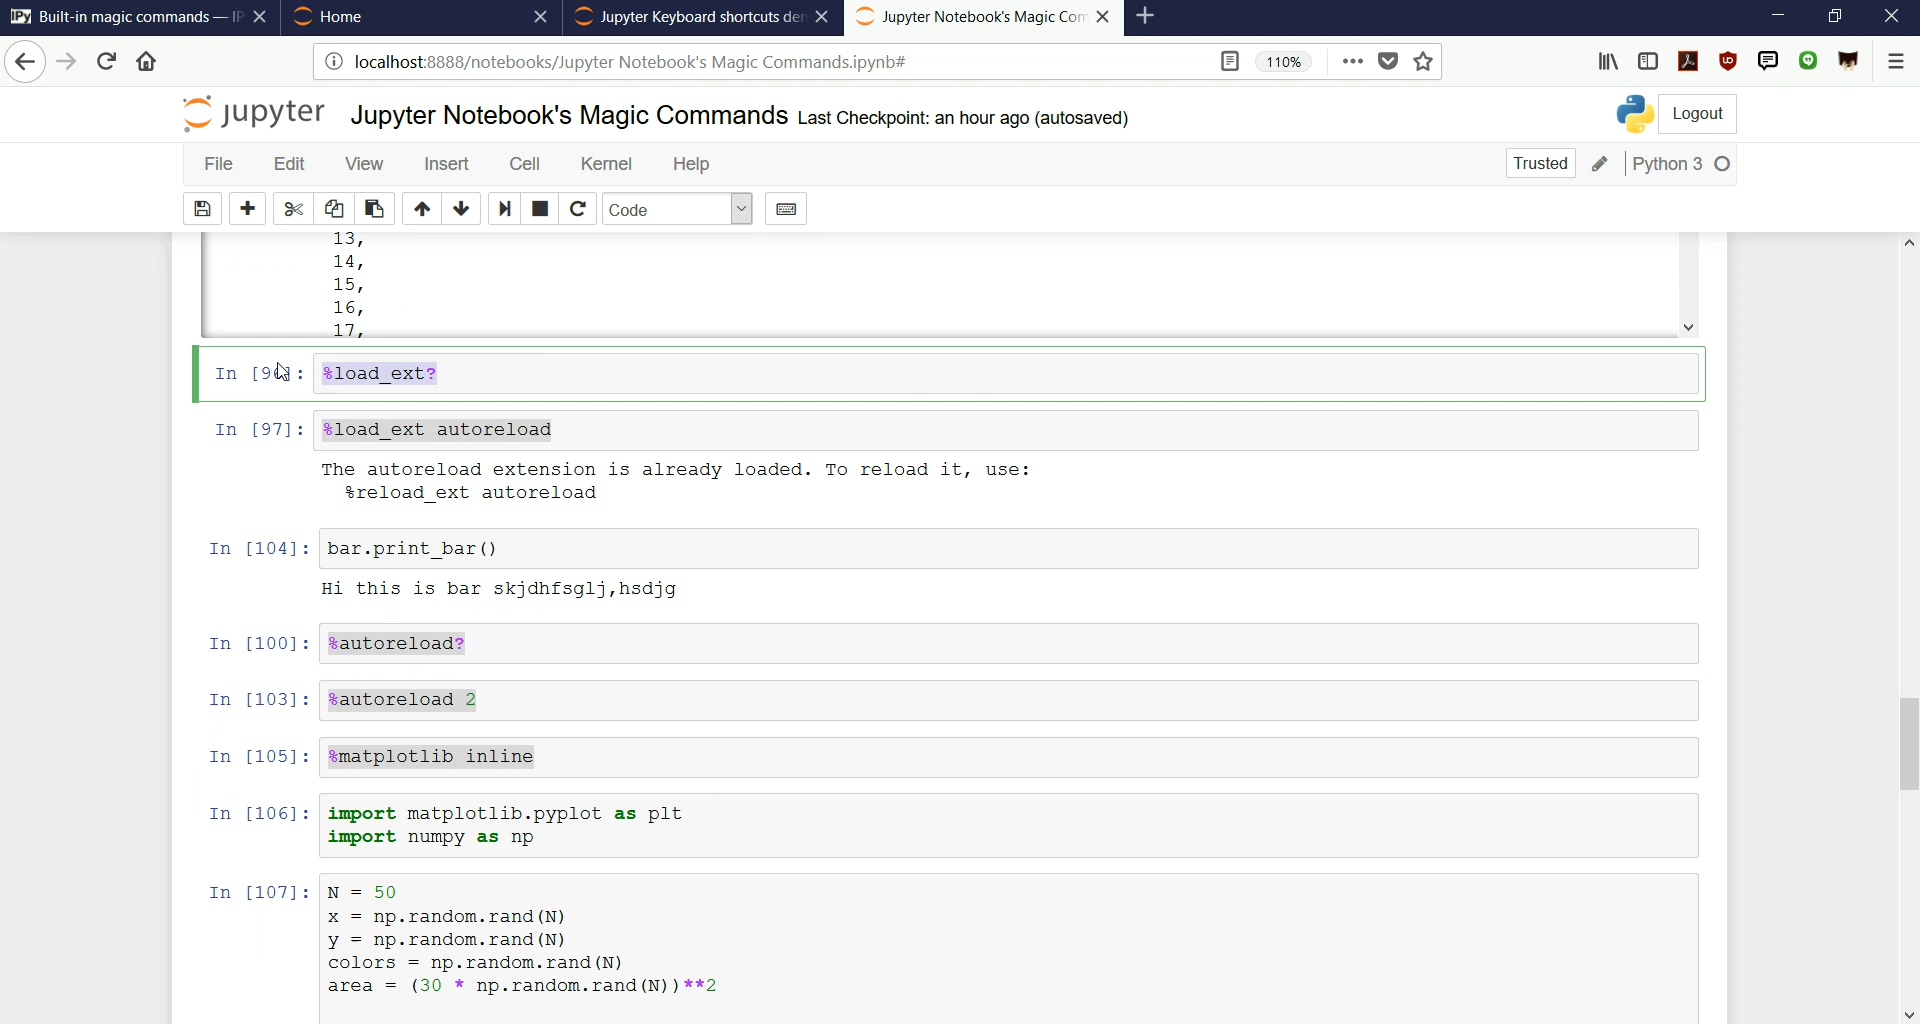 IPy Built-in magic commands — IP
Home
Jupyter Keyboard shortcuts der
Jupyter Notebook's Magic Com
localhost:8888/notebooks/Jupyter Notebook's Magic Commands.ipynb#
110%
jupyter
Jupyter Notebook's Magic Commands Last Checkpoint: an hour ago (autosaved)
Logout
File Edit View Insert Cell Kernel Help
Trusted
Python 3
Code
13,
14,
15,
16,
17,
In [96]: %load_ext?
In [97]: %load_ext autoreload
The autoreload extension is already loaded. To reload it, use:
%reload_ext autoreload
In [104]: bar.print_bar()
Hi this is bar skjdhfsglj,hsdjg
In [100]: %autoreload?
In [103]: %autoreload 2
In [105]: %matplotlib inline
In [106]: import matplotlib.pyplot as plt
import numpy as np
In [107]: N = 50
x = np.random.rand(N)
y = np.random.rand(N)
colors = np.random.rand(N)
area = (30 * np.random.rand(N))**2